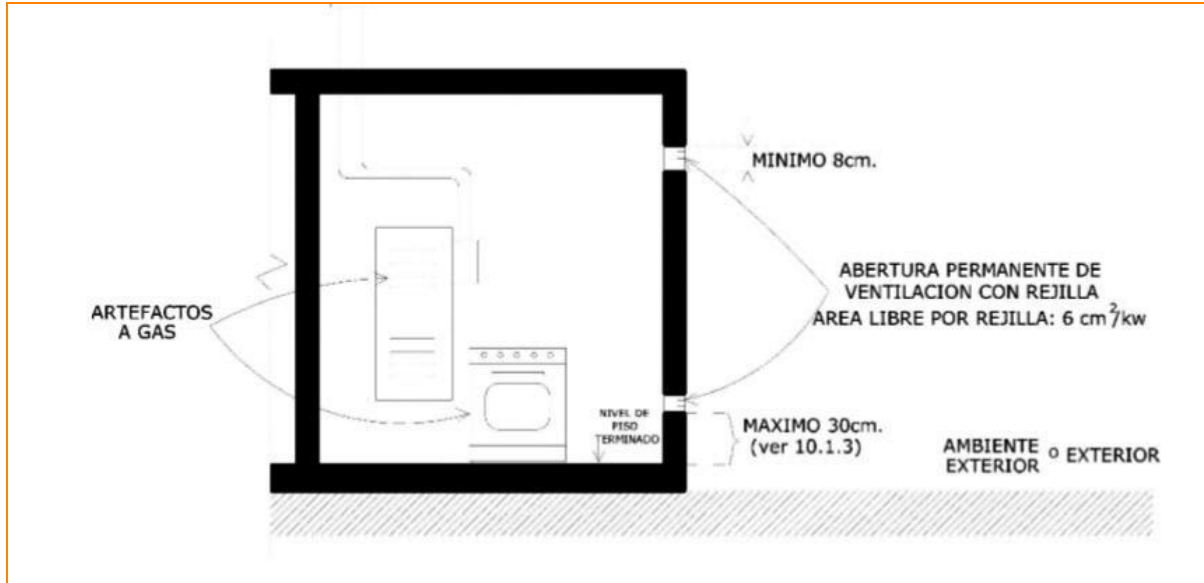 MINIMO 8cm.
ABERTURA PERMANENTE DE
VENTILACION CON REJILLA
AREA LIBRE POR REJILLA: 6 cm²/kw
ARTEFACTOS
A GAS
NIVEL DE
PISO
TERMINADO
MAXIMO 30cm.
(ver 10.1.3)
AMBIENTE
EXTERIOR o EXTERIOR